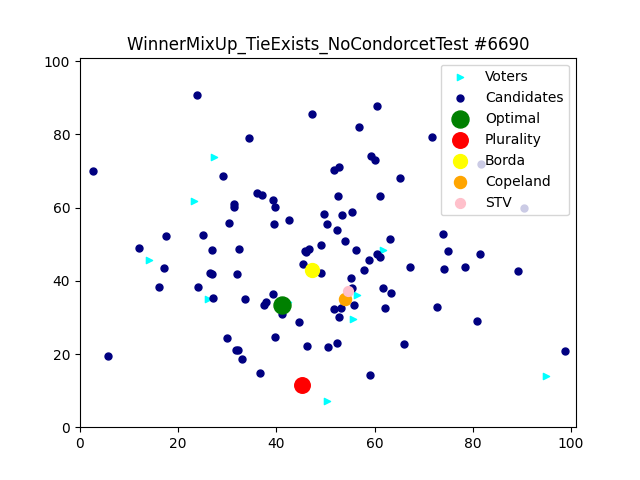 WinnerMixUp_TieExists_NoCondorcetTest #6690
100
80
60
40
20
0
0
20
40
60
80
100
Voters
Candidates
Optimal
Plurality
Borda
Copeland
STV